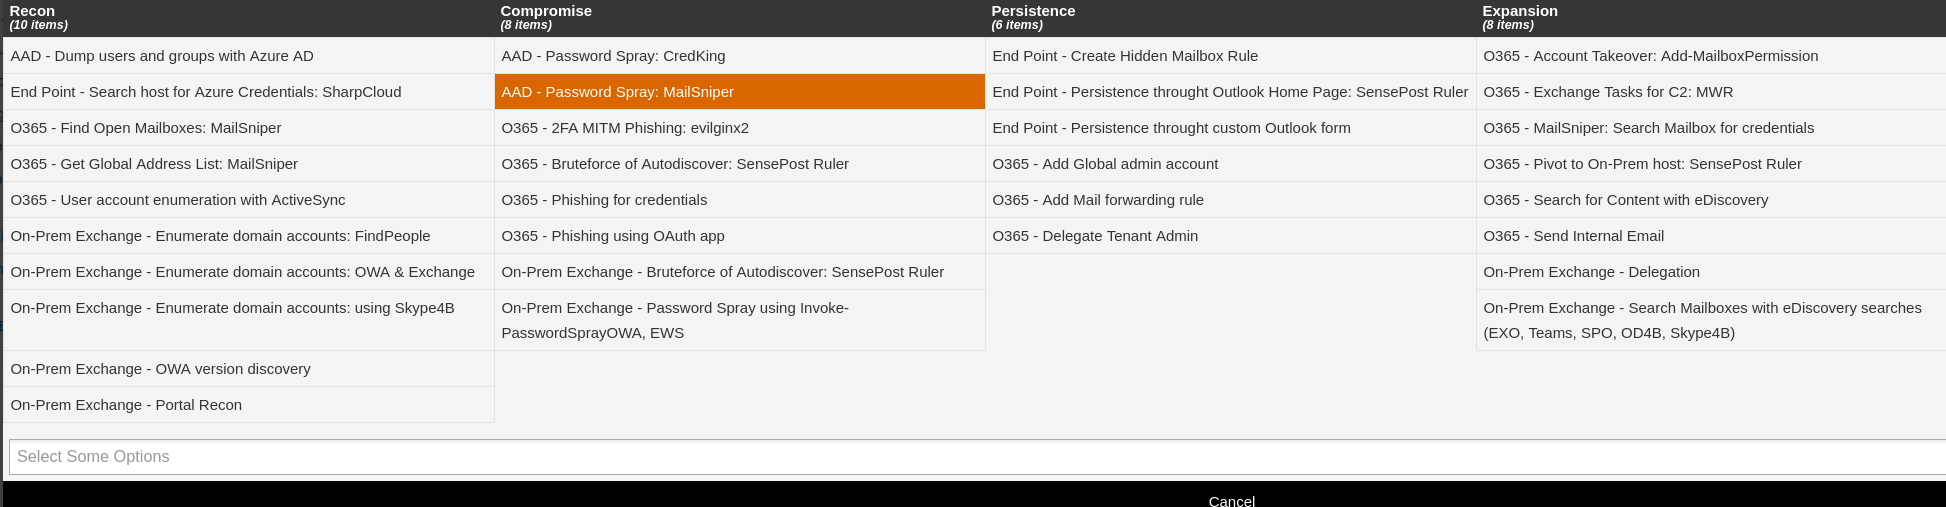 Recon
(10 items)
AAD - Dump users and groups with Azure AD
End Point - Search host for Azure Credentials: SharpCloud
O365 - Find Open Mailboxes: MailSniper
O365 - Get Global Address List: MailSniper
O365 - User account enumeration with ActiveSync
On-Prem Exchange - Enumerate domain accounts: FindPeople
On-Prem Exchange - Enumerate domain accounts: OWA & Exchange
On-Prem Exchange - Enumerate domain accounts: using Skype4B
On-Prem Exchange - OWA version discovery
On-Prem Exchange - Portal Recon
Compromise
(8 items)
AAD - Password Spray: CredKing
AAD - Password Spray: MailSniper
O365 - 2FA MITM Phishing: evilginx2
O365 - Bruteforce of Autodiscover: SensePost Ruler
O365 - Phishing for credentials
O365 - Phishing using OAuth app
On-Prem Exchange - Bruteforce of Autodiscover: SensePost Ruler
On-Prem Exchange - Password Spray using Invoke-
PasswordSprayOWA, EWS
Persistence
(6 items)
End Point - Create Hidden Mailbox Rule
End Point - Persistence throught Outlook Home Page: SensePost Ruler
End Point - Persistence throught custom Outlook form
O365 - Add Global admin account
O365 - Add Mail forwarding rule
O365 - Delegate Tenant Admin
Expansion
(8 items)
O365 - Account Takeover: Add-MailboxPermission
O365 - Exchange Tasks for C2: MWR
O365 - MailSniper: Search Mailbox for credentials
O365 - Pivot to On-Prem host: SensePost Ruler
O365 - Search for Content with eDiscovery
O365 - Send Internal Email
On-Prem Exchange - Delegation
On-Prem Exchange - Search Mailboxes with eDiscovery searches
(EXO, Teams, SPO, OD4B, Skype4B)
Select Some Options
Cancel